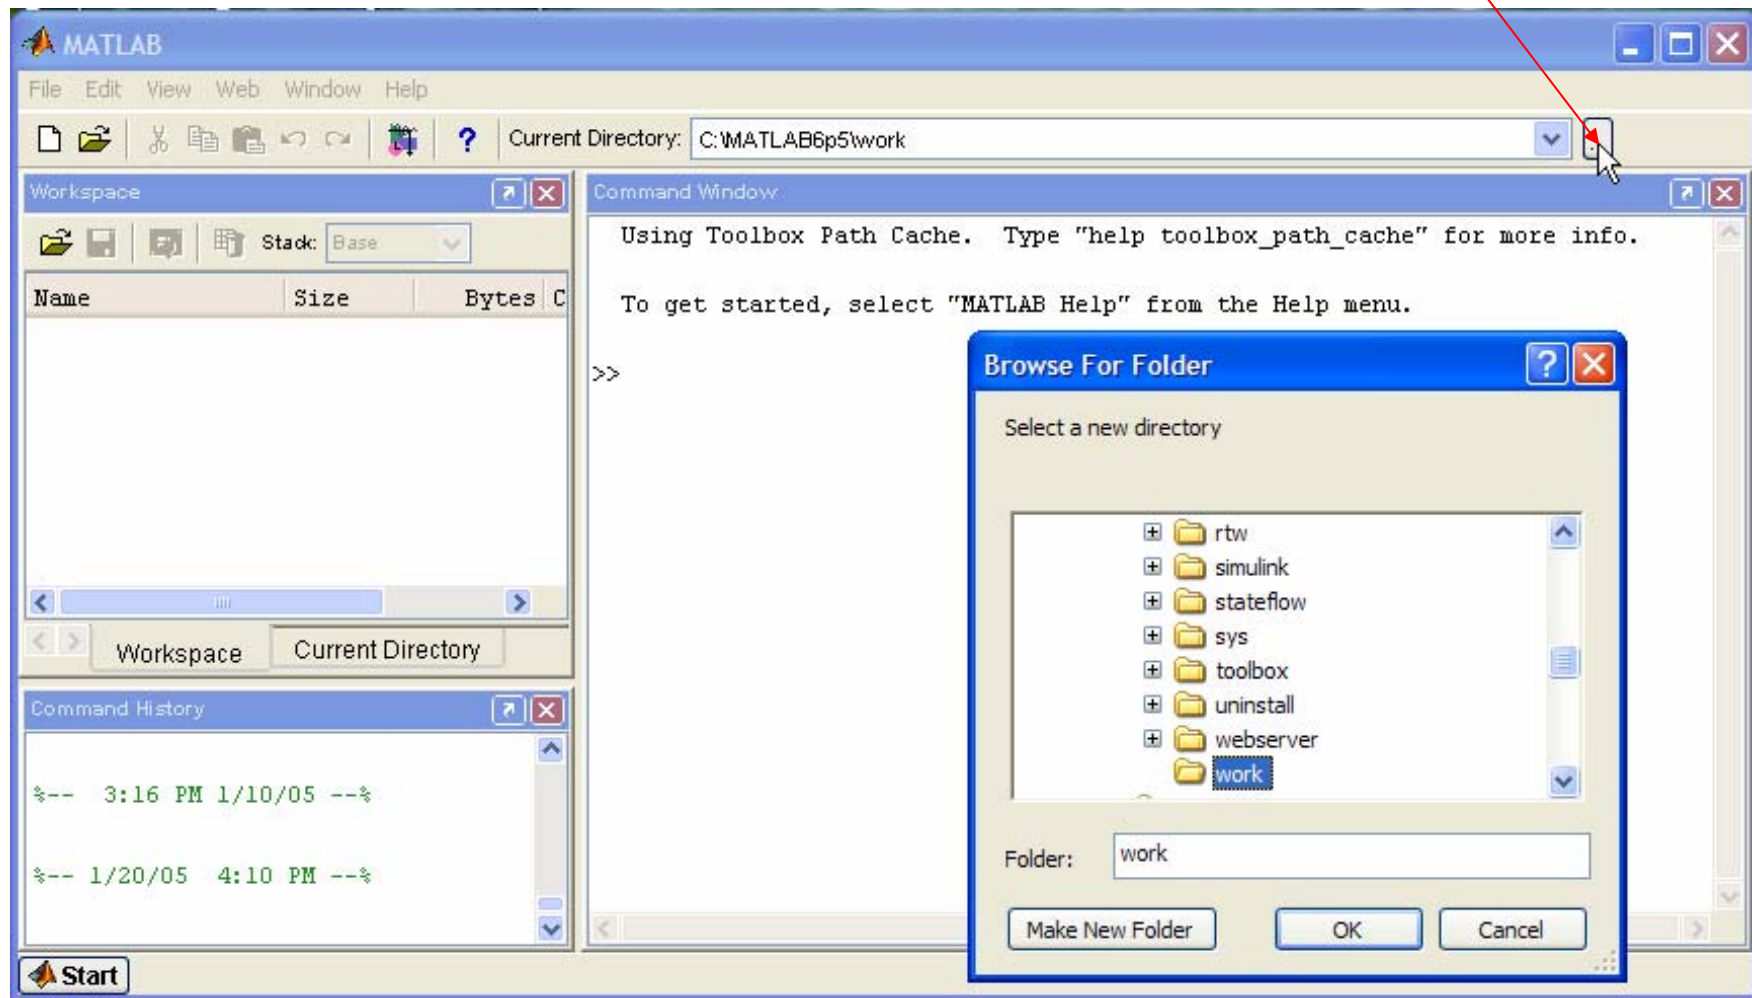 MATLAB
File Edit View Web Window Help
? Current Directory: C:\MATLAB6p5\work
Workspace
Stack: Base
Name Size Bytes C
Workspace Current Directory
Command History
%-- 3:16 PM 1/10/05 --%
%-- 1/20/05 4:10 PM --%
Start
Command Window
Using Toolbox Path Cache. Type "help toolbox_path_cache" for more info.
To get started, select "MATLAB Help" from the Help menu.
>>
Browse For Folder
?
Select a new directory
rtw
simulink
stateflow
sys
toolbox
uninstall
webserver
work
Folder: work
Make New Folder OK Cancel